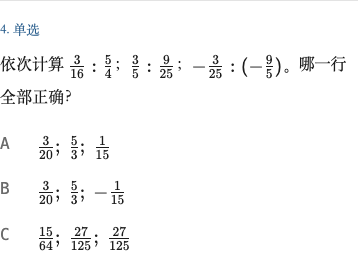 4. 单选
依次计算 3/16 : 5/4 ; 3/5 : 9/25 ; −3/25 : (−9/5)。哪一行
全部正确?
A 3/20; 5/3; 1/15
B 3/20; 5/3; −1/15
C 15/64; 27/125; 27/125